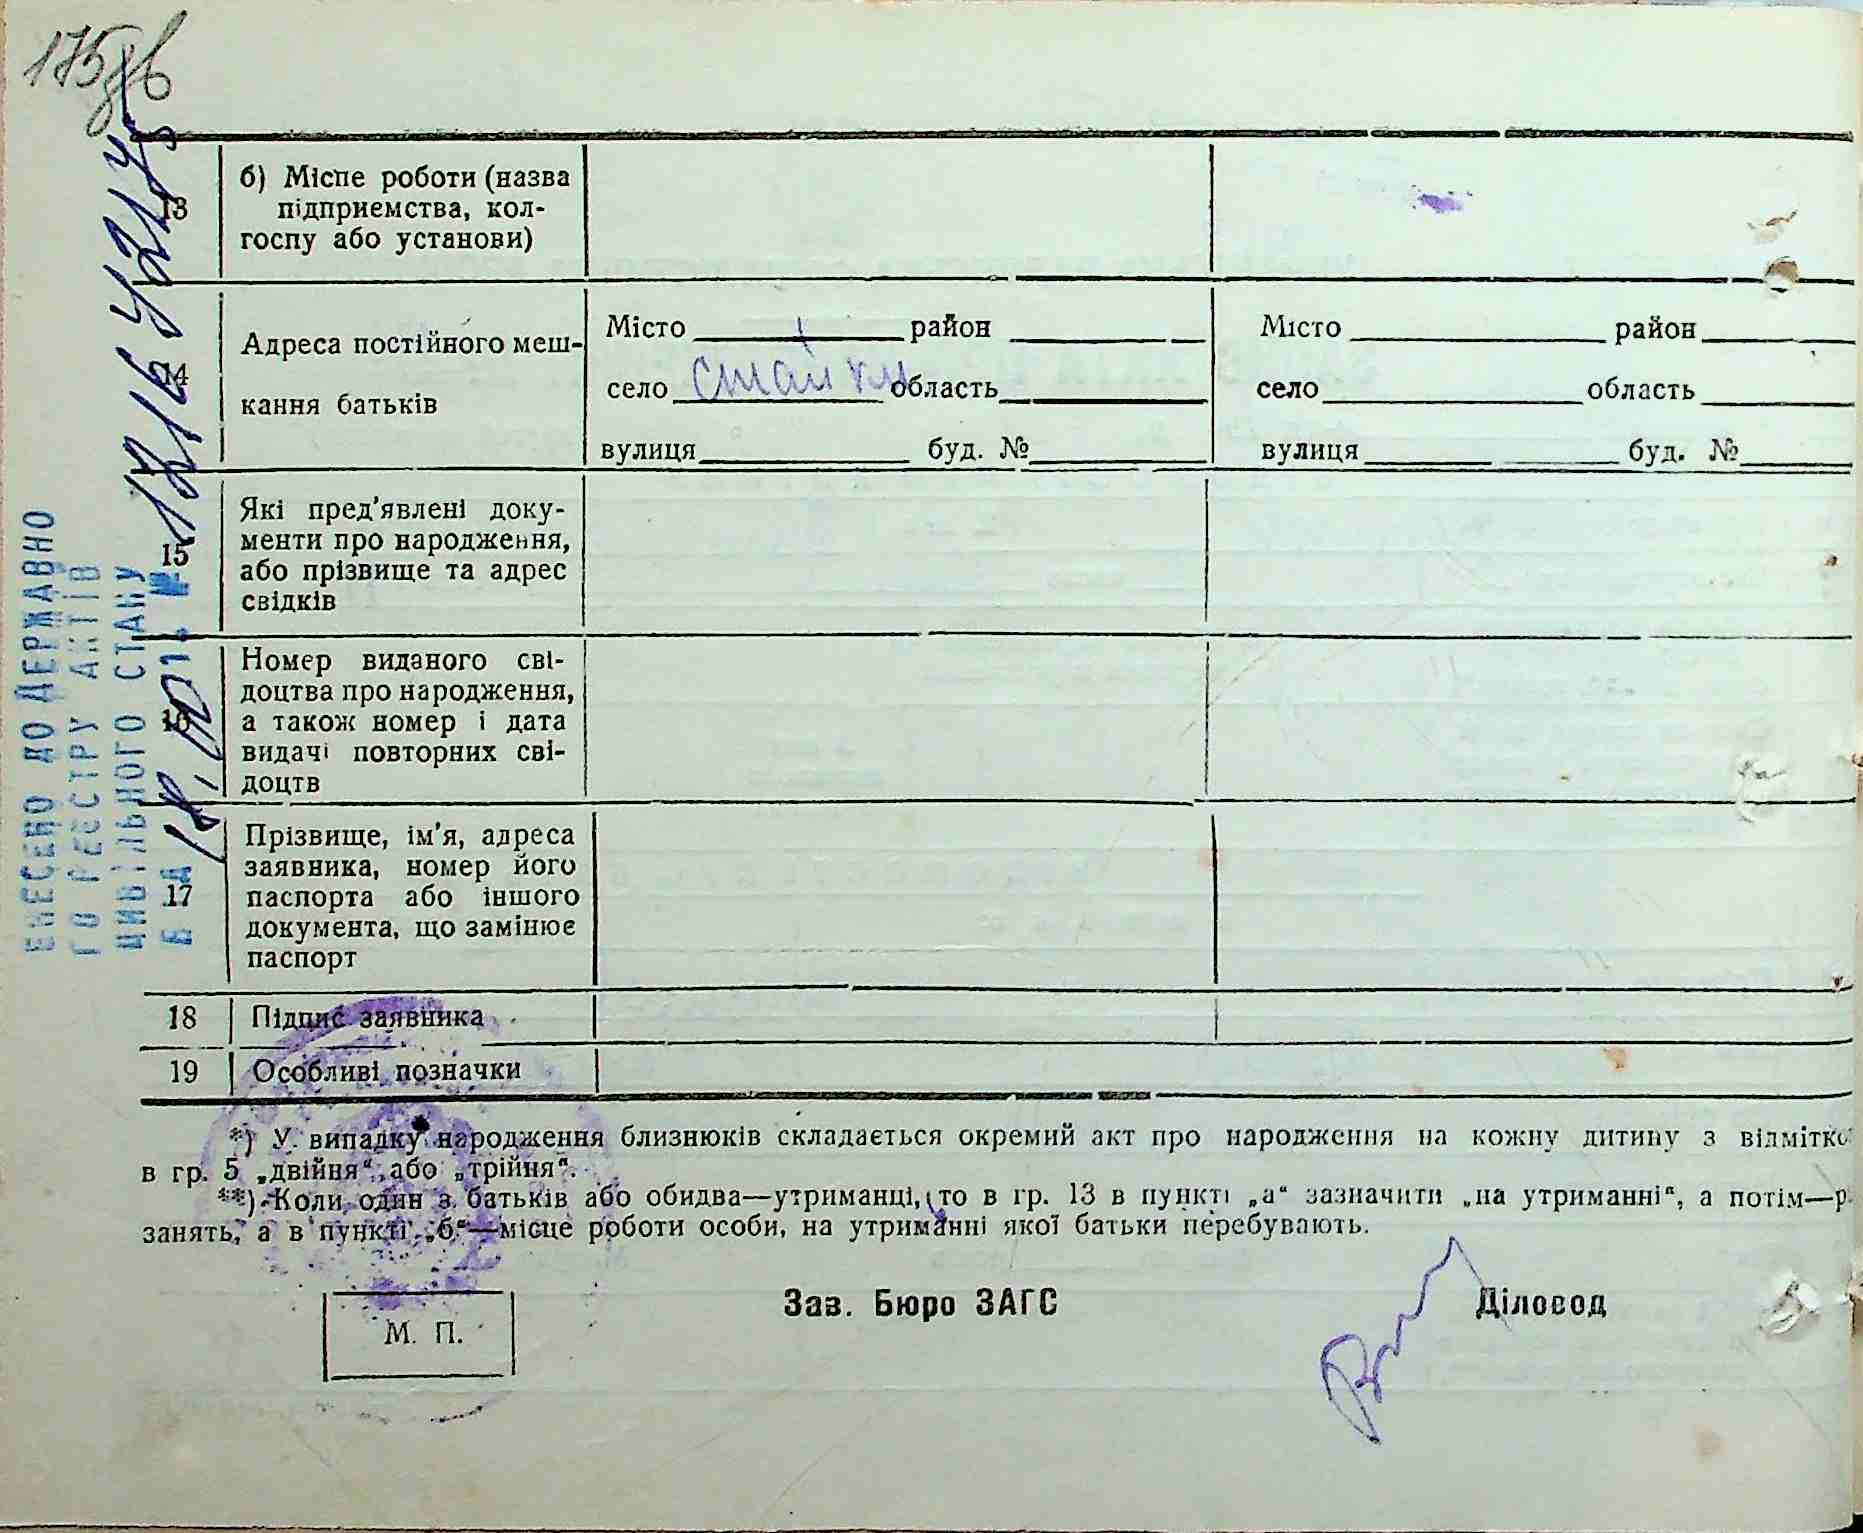 175зв
13
б) Місце роботи (назва
підприємства, кол-
госпу або установи)
14
Адреса постійного меш-
кання батьків
Місто район
село Стайки область
вулиця буд. №
Місто район
село область
вулиця буд. №
15
Які пред'явлені доку-
менти про народження,
або прізвище та адрес
свідків
16
Номер виданого сві-
доцтва про народження,
а також номер і дата
видачі повторних сві-
доцтв
17
Прізвище, ім'я, адреса
заявника, номер його
паспорта або іншого
документа, що замінює
паспорт
18 Підпис заявника
19 Особливі позначки
*) У випадку народження близнюків складається окремий акт про народження на кожну дитину з відмітко
в гр. 5 „двійня“ або „трійня“.
**) Коли один з батьків або обидва—утриманці, то в гр. 13 в пункті „а“ зазначити „на утриманні“, а потім—р
занять, а в пункті „б“—місце роботи особи, на утриманні якої батьки перебувають.
М. П.
Зав. Бюро ЗАГС
Діловод
ВНЕСЕНО ДО ДЕРЖАВНО
ГО РЕЄСТРУ АКТІВ
ЦИВІЛЬНОГО СТАНУ